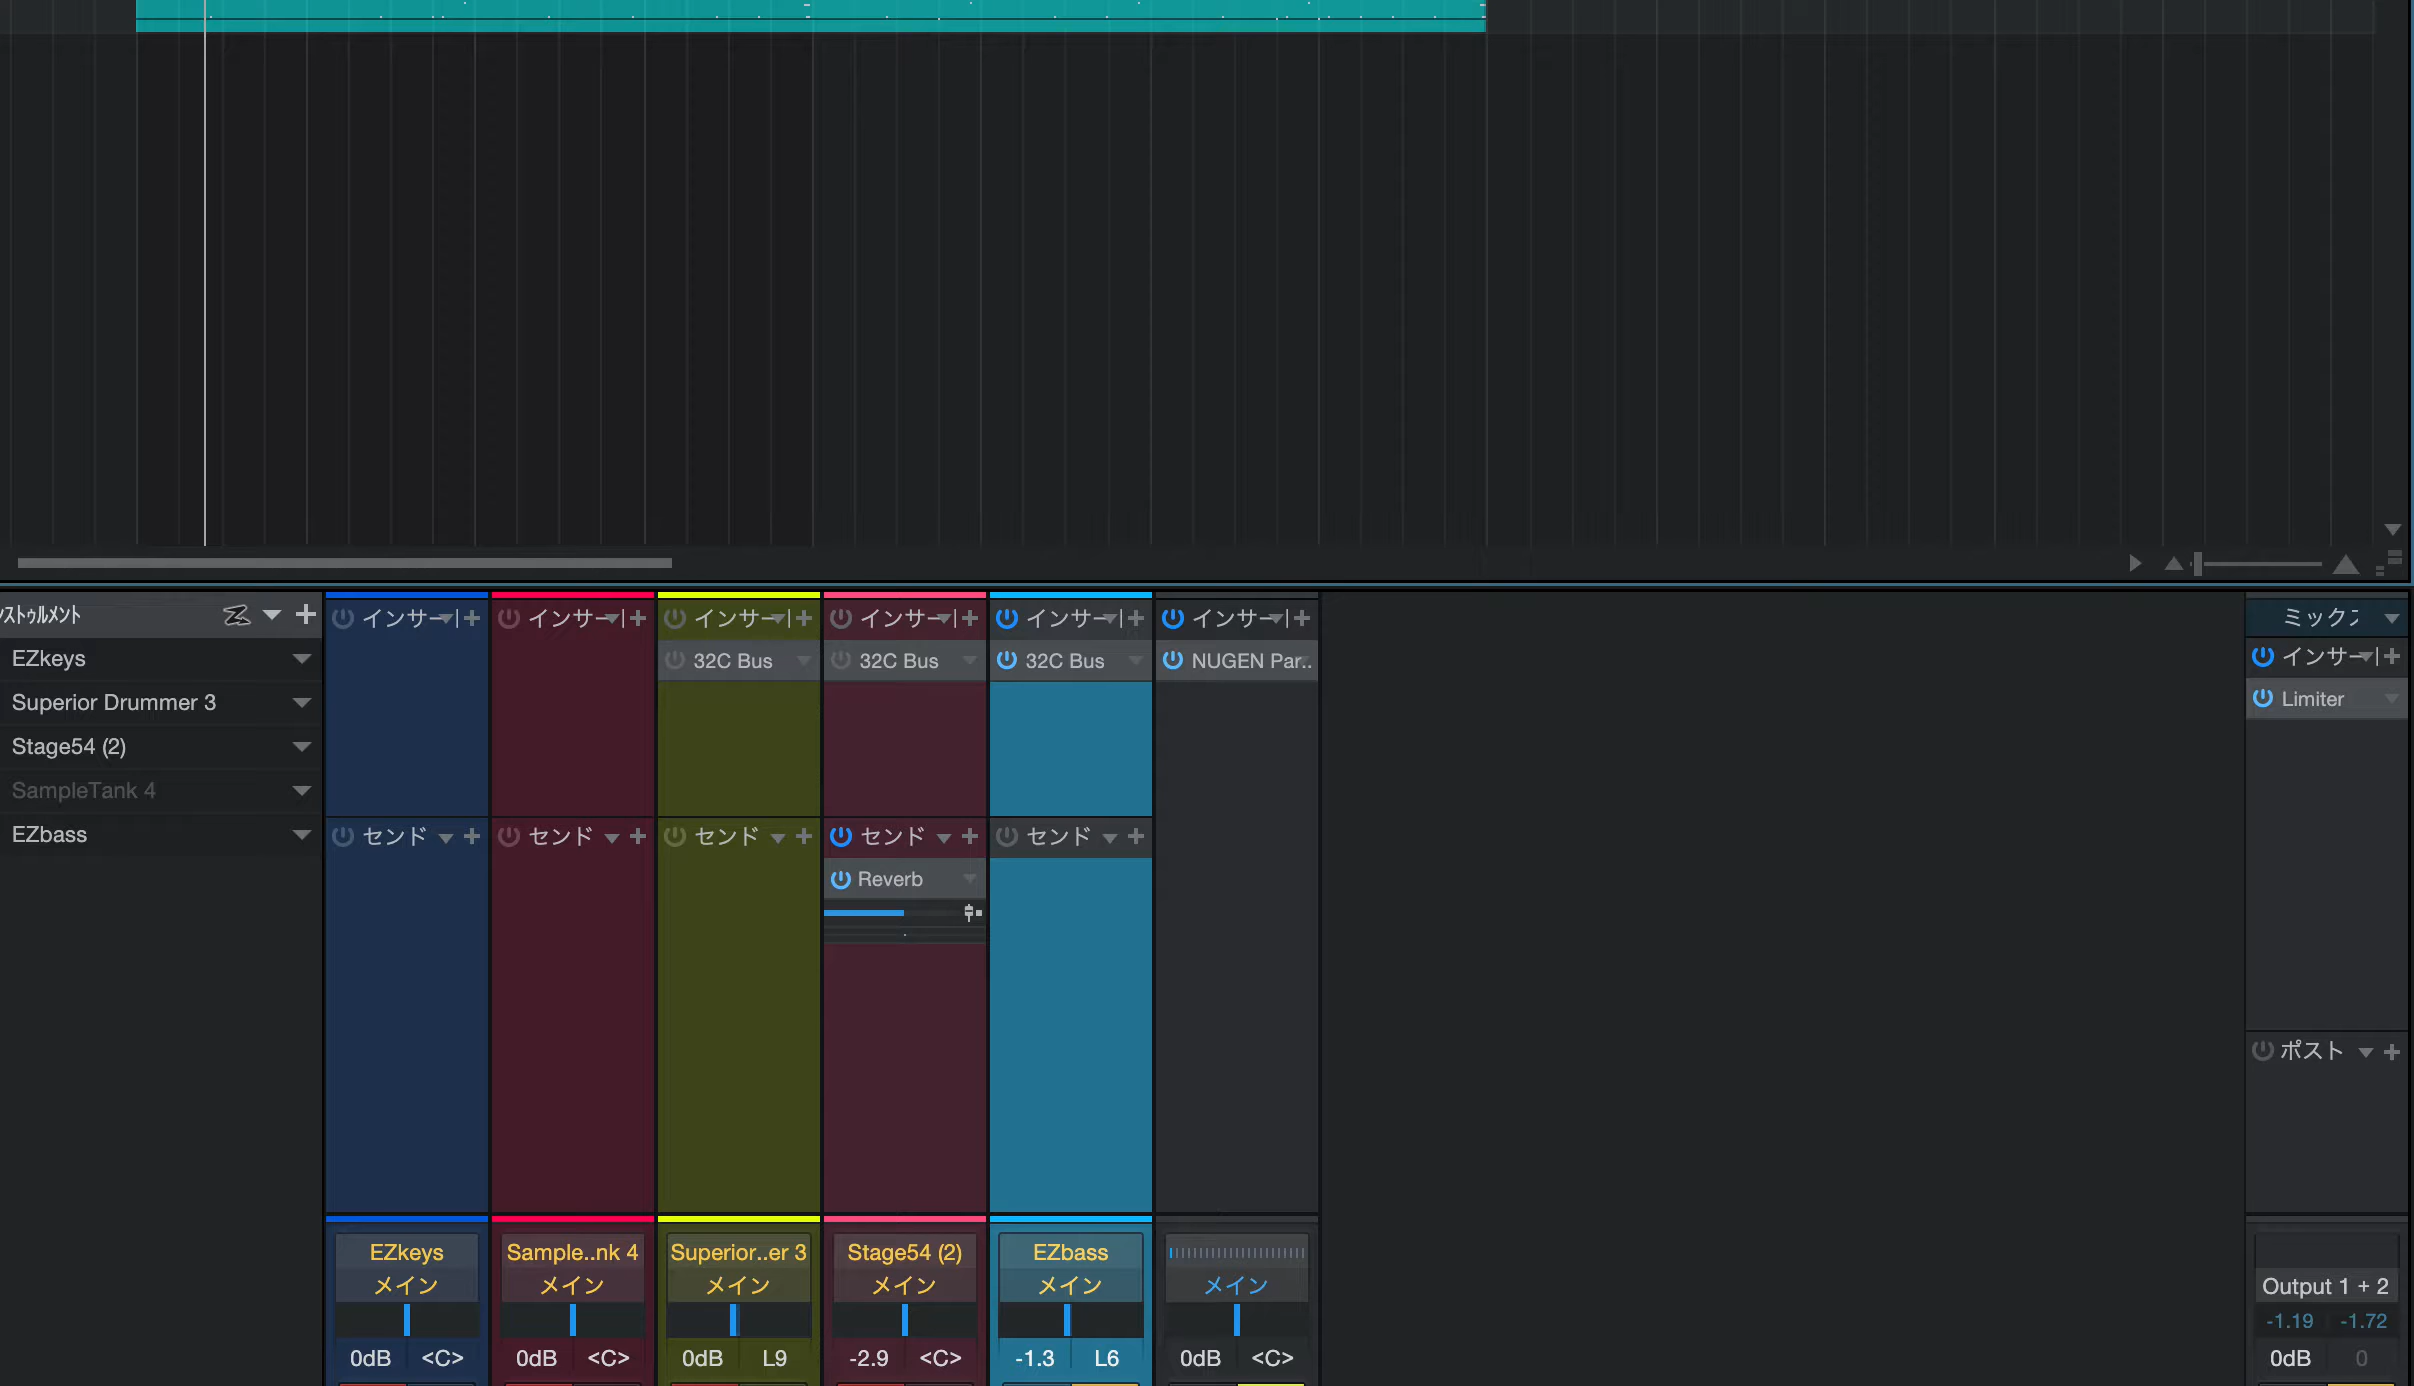 ンストゥルメント
EZkeys
Superior Drummer 3
Stage54 (2)
SampleTank 4
EZbass
インサー
センド
EZkeys
メイン
0dB <C>
インサー
センド
Sample..nk 4
メイン
0dB <C>
インサー
32C Bus
センド
Superior..er 3
メイン
0dB L9
インサー
32C Bus
センド
Reverb
Stage54 (2)
メイン
-2.9 <C>
インサー
32C Bus
センド
EZbass
メイン
-1.3 L6
インサー
NUGEN Par..
メイン
0dB <C>
ミック
インサー
Limiter
ポスト
Output 1 + 2
-1.19 -1.72
0dB 0